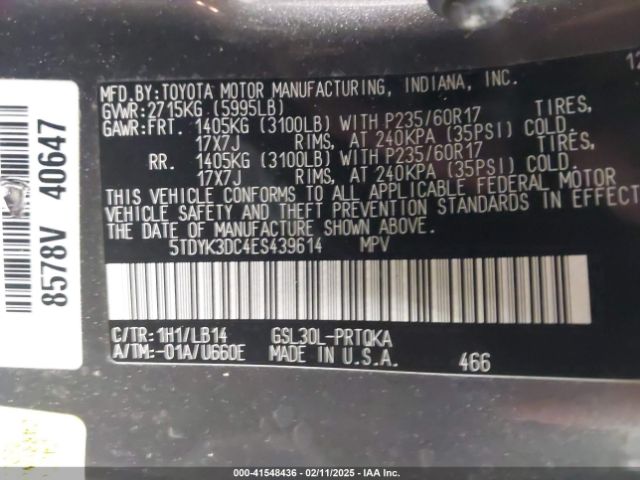 12
MFD.BY:TOYOTA MOTOR MANUFACTURING, INDIANA, INC.
GVWR:2715KG (5995LB)
GAWR:FRT. 1405KG (3100LB) WITH P235/60R17 TIRES,
17X7J RIMS, AT 240KPA (35PSI) COLD.
RR. 1405KG (3100LB) WITH P235/60R17 TIRES,
17X7J RIMS, AT 240KPA (35PSI) COLD.
THIS VEHICLE CONFORMS TO ALL APPLICABLE FEDERAL MOTOR
VEHICLE SAFETY AND THEFT PREVENTION STANDARDS IN EFFECT
THE DATE OF MANUFACTURE SHOWN ABOVE.
5TDYK3DC4ES439614 MPV
C/TR:1H1/LB14 GSL30L-PRTQKA
A/TM:-01A/U660E MADE IN U.S.A. 466
8578V 40647
000-41548436 - 02/11/2025 - IAA Inc.